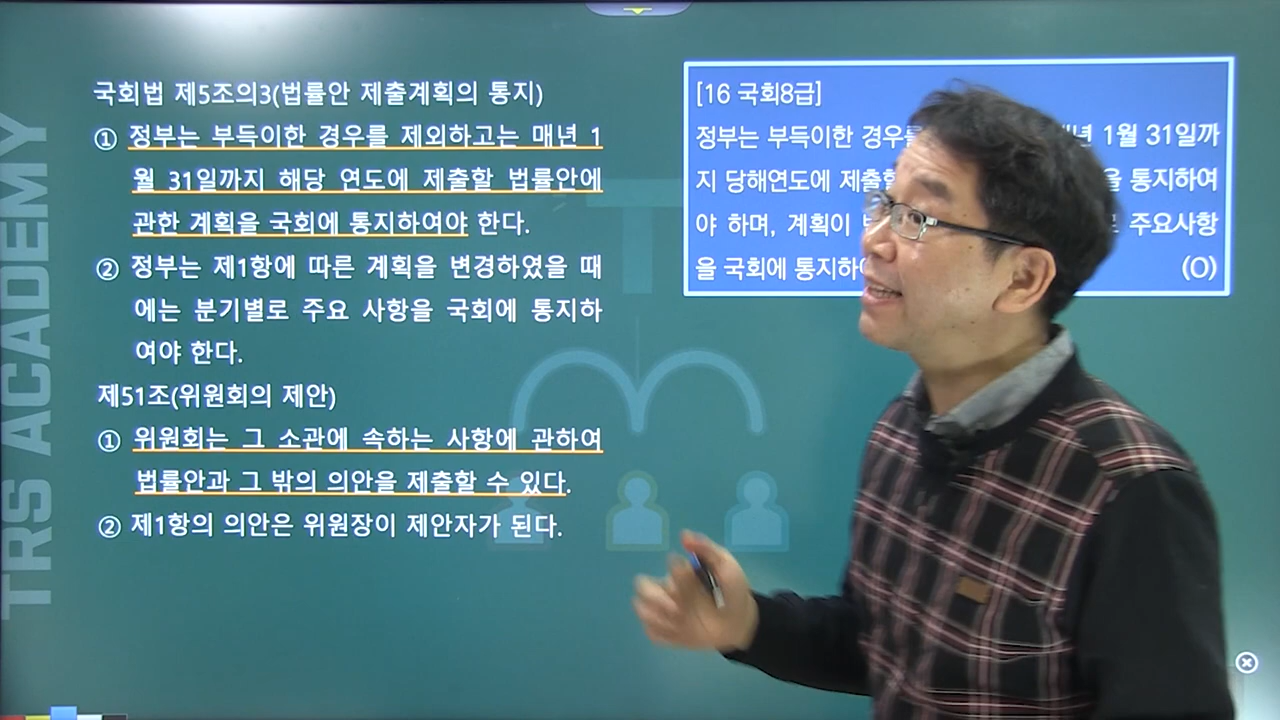 국회법 제5조의3(법률안 제출계획의 통지)
① 정부는 부득이한 경우를 제외하고는 매년 1
월 31일까지 해당 연도에 제출할 법률안에
관한 계획을 국회에 통지하여야 한다.
② 정부는 제1항에 따른 계획을 변경하였을 때
에는 분기별로 주요 사항을 국회에 통지하
여야 한다.
제51조(위원회의 제안)
① 위원회는 그 소관에 속하는 사항에 관하여
법률안과 그 밖의 의안을 제출할 수 있다.
② 제1항의 의안은 위원장이 제안자가 된다.
[16 국회8급]
정부는 부득이한 1월 31일까
지 당해연도에 통지하여
야 하며, 계획이 주요사항
을 국회에 (O)
TRS ACADEMY